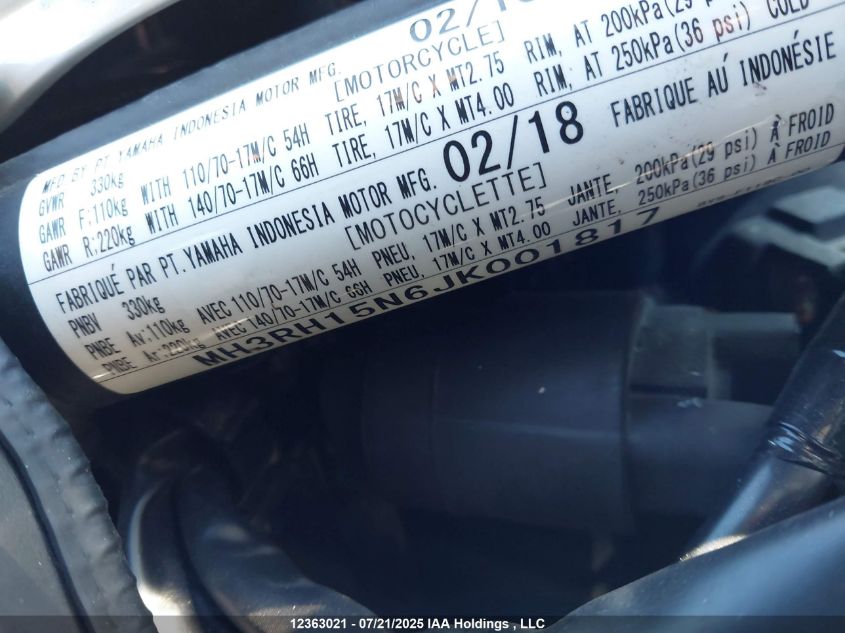 02/18
MFD BY PT. YAMAHA INDONESIA MOTOR MFG.
[MOTORCYCLE]
GVWR 330kg
GAWR F:110kg WITH 110/70-17M/C 54H TIRE, 17M/C X MT2.75 RIM, AT 200kPa(29
GAWR R:220kg WITH 140/70-17M/C 66H TIRE, 17M/C X MT4.00 RIM, AT 250kPa(36 psi) COLD
FABRIQUÉ PAR PT.YAMAHA INDONESIA MOTOR MFG. 02/18 FABRIQUE AÚ INDONÉSIE
[MOTOCYCLETTE]
PNBV 330kg
PNBE Av:110kg AVEC 110/70-17M/C 54H PNEU, 17M/C X MT2.75 JANTE, 200kPa(29 psi) À FROID
PNBE Ar:220kg AVEC 140/70-17M/C 66H PNEU, 17M/C X MT4.00 JANTE, 250kPa(36 psi) À FROID
MH3RH15N6JK001817
12363021 - 07/21/2025 IAA Holdings , LLC